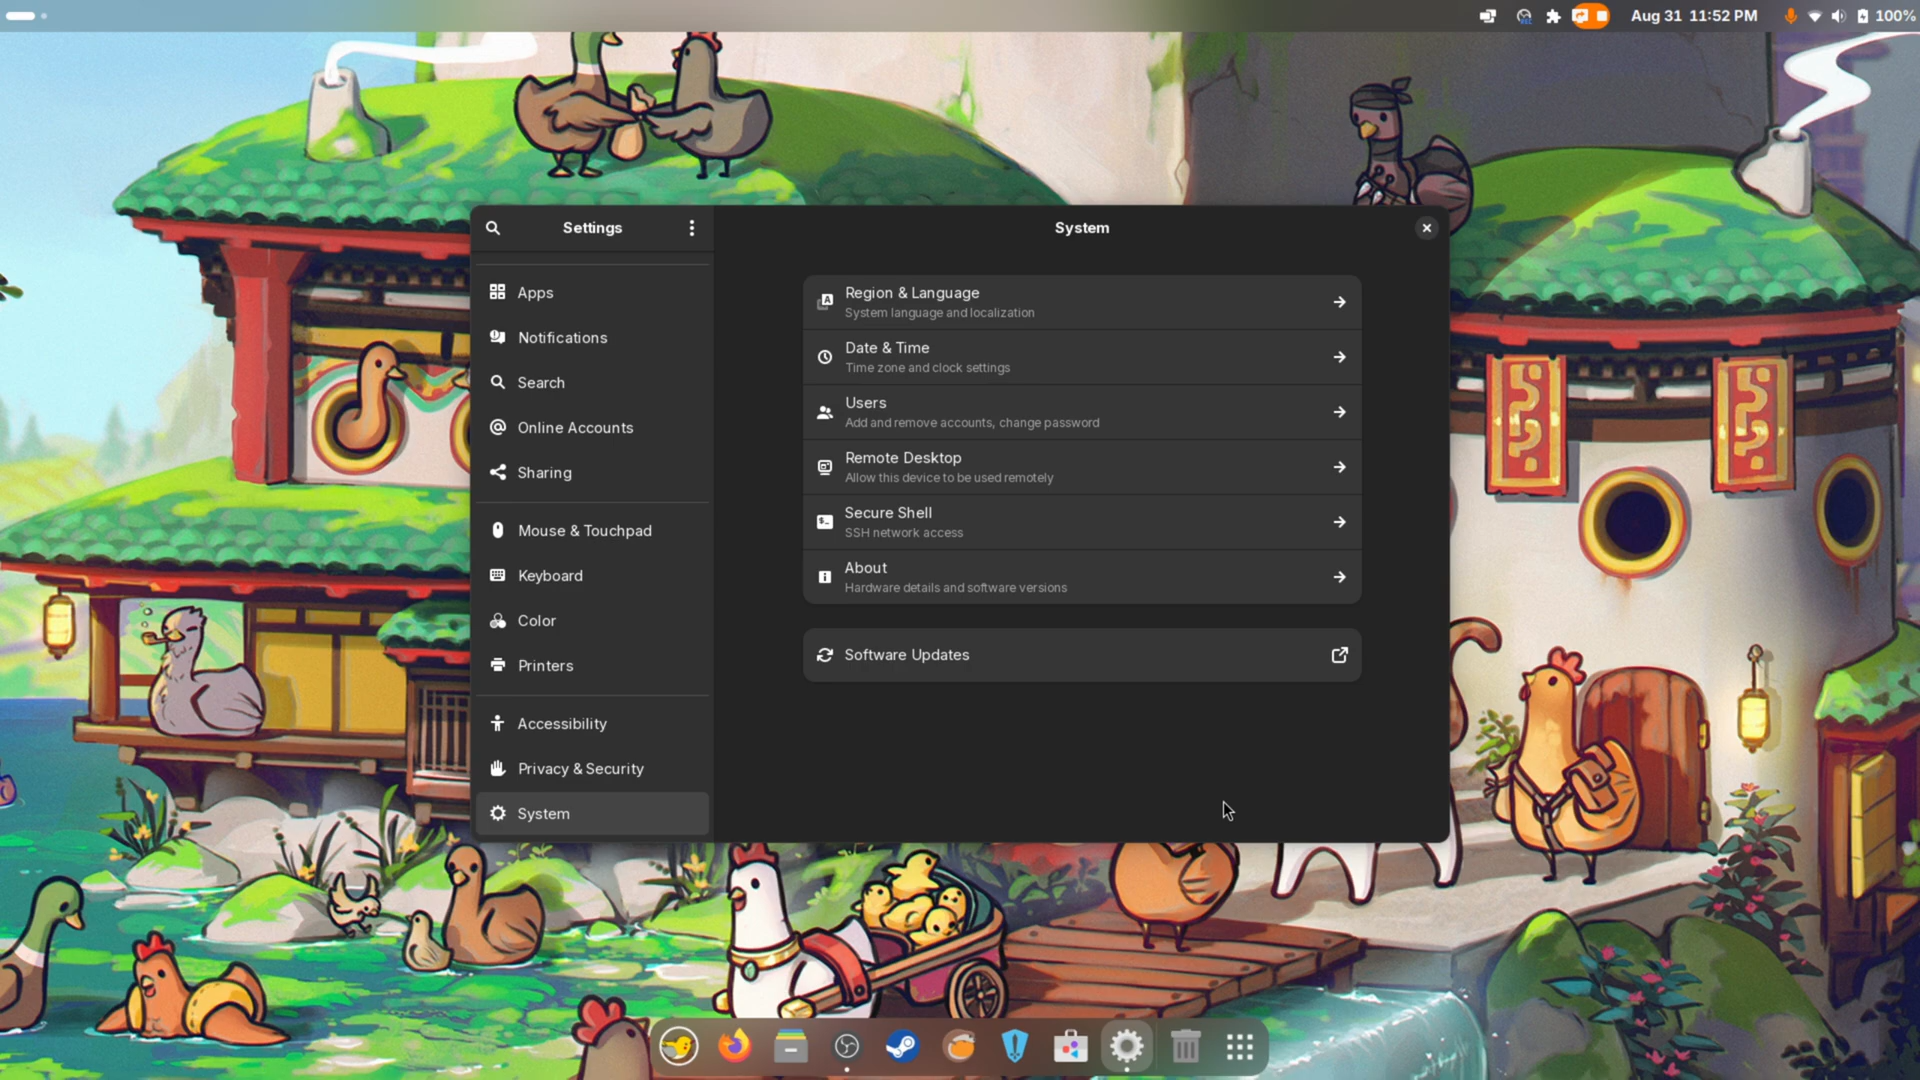 Aug 31 11:52 PM
100%
Settings
System
Apps
Notifications
Search
Online Accounts
Sharing
Mouse & Touchpad
Keyboard
Color
Printers
Accessibility
Privacy & Security
System
Region & Language
System language and localization
Date & Time
Time zone and clock settings
Users
Add and remove accounts, change password
Remote Desktop
Allow this device to be used remotely
Secure Shell
SSH network access
About
Hardware details and software versions
Software Updates